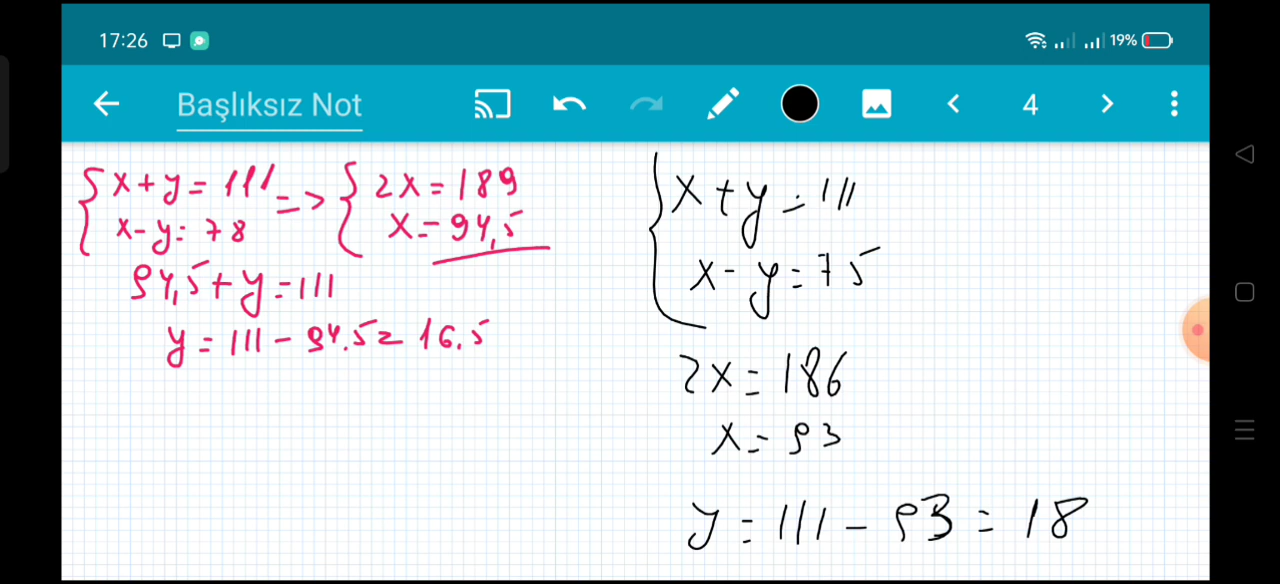 17:26 19%
Başlıksız Not 4
{ x + y = 111 => { 2x = 189
x - y = 78 x = 94,5
94,5 + y = 111
y = 111 - 94.5 = 16.5
{ x + y = 111
x - y = 75
2x = 186
x = 93
y = 111 - 93 = 18